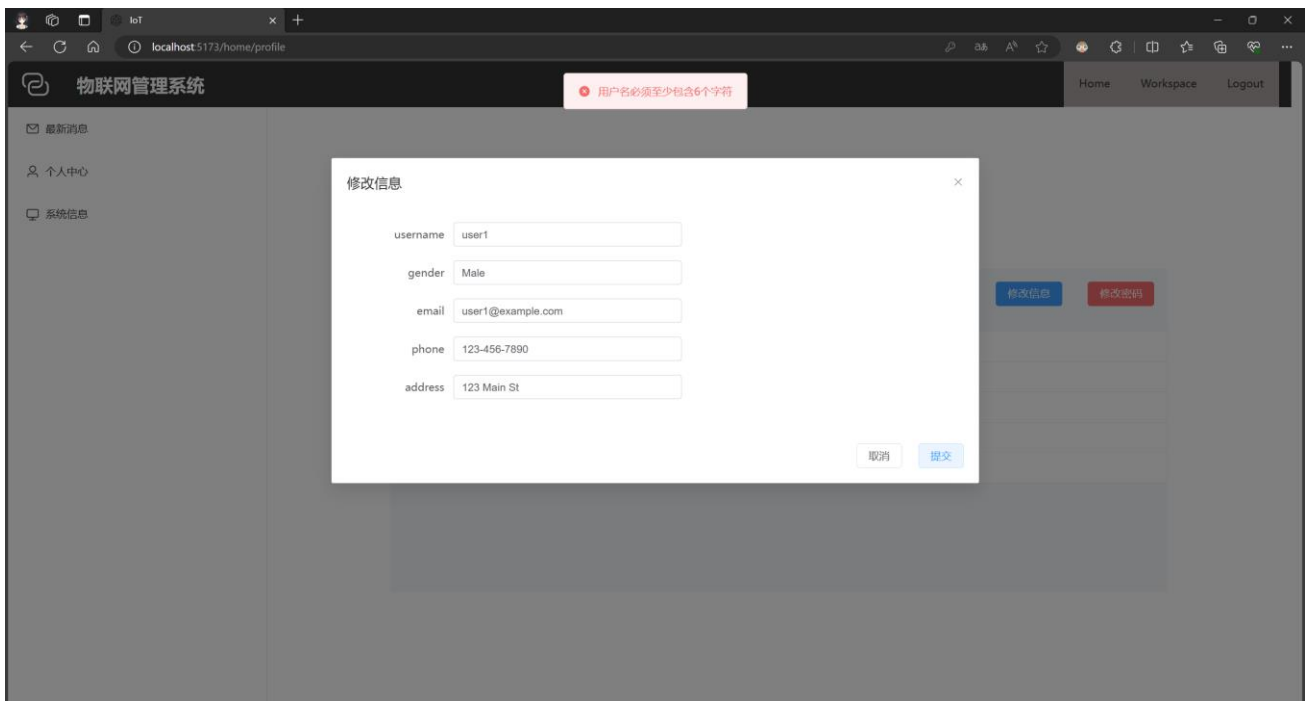 IoT
localhost:5173/home/profile
物联网管理系统
用户名必须至少包含6个字符
Home Workspace Logout
最新消息
个人中心
系统信息
修改信息
username user1
gender Male
email user1@example.com
phone 123-456-7890
address 123 Main St
取消 提交
修改信息 修改密码